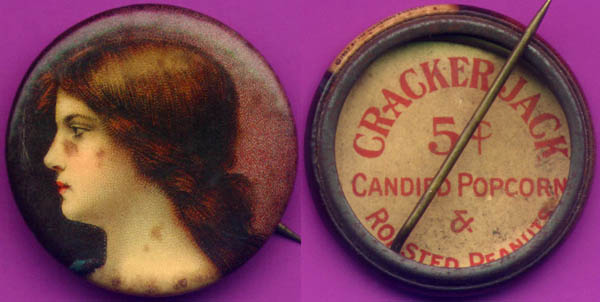 CRACKER JACK
5¢
CANDIED POPCORN
&
ROASTED PEANUTS